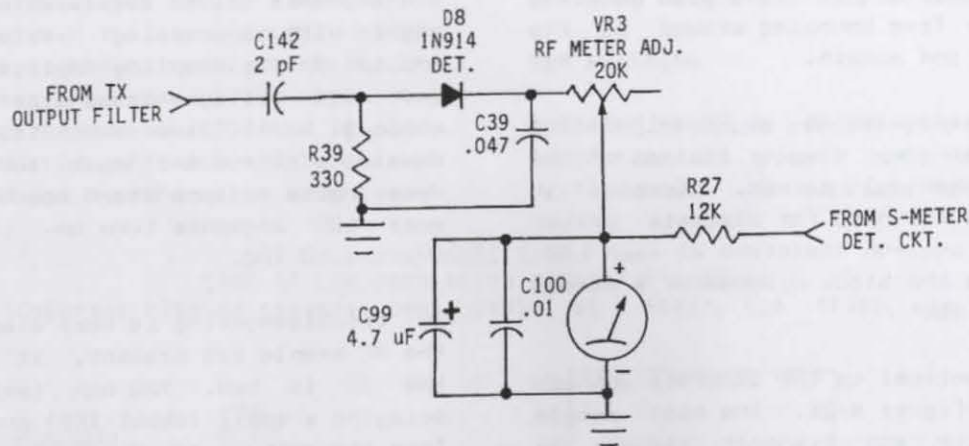 D8
1N914
DET.
VR3
RF METER ADJ.
20K
C142
2 pF
FROM TX
OUTPUT FILTER
R39
330
C39
.047
R27
12K
FROM S-METER
DET. CKT.
C99
4.7 uF
+
C100
.01
+